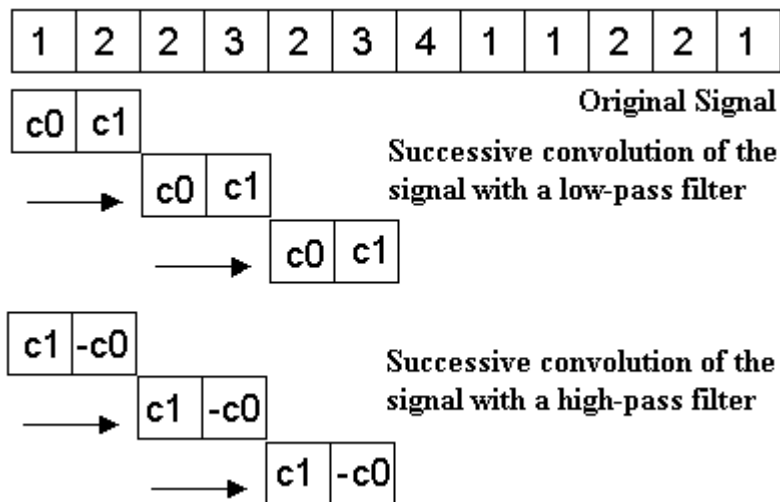 1 2 2 3 2 3 4 1 1 2 2 1
Original Signal
c0 c1
Successive convolution of the
signal with a low-pass filter
c0 c1
c0 c1
c1 -c0
Successive convolution of the
signal with a high-pass filter
c1 -c0
c1 -c0